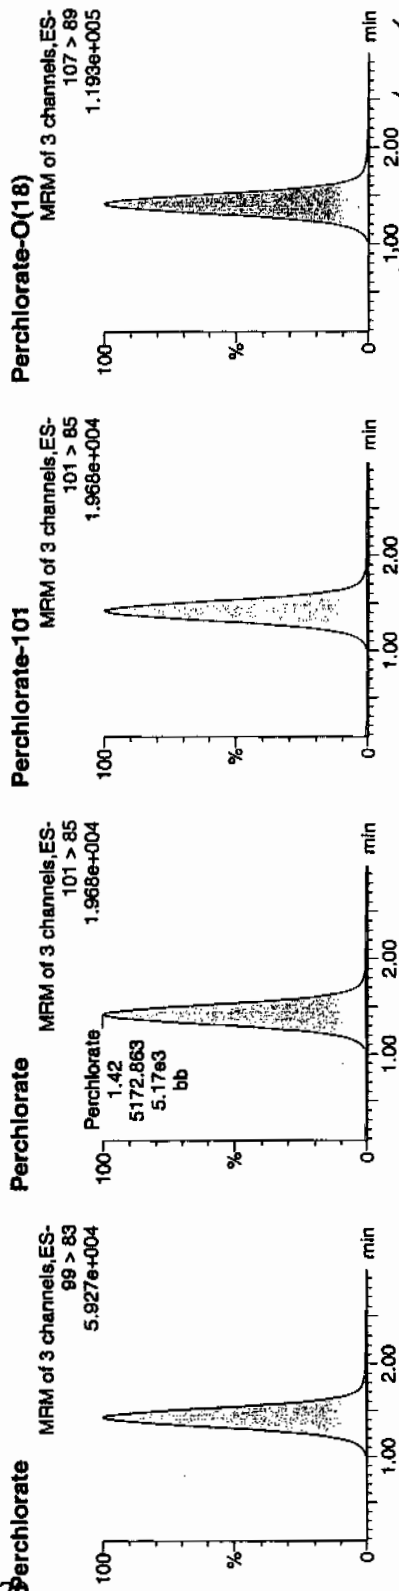 Perchlorate
MRM of 3 channels,ES-
99 > 83
5.927e+004
100
%
0
1.00
2.00
min
Perchlorate
MRM of 3 channels,ES-
101 > 85
1.968e+004
Perchlorate
1.42
5172.863
5.17e3
bb
100
%
0
1.00
2.00
min
Perchlorate-101
MRM of 3 channels,ES-
101 > 85
1.968e+004
100
%
0
1.00
2.00
min
Perchlorate-O(18)
MRM of 3 channels,ES-
107 > 89
1.193e+005
100
%
0
1.00
2.00
min